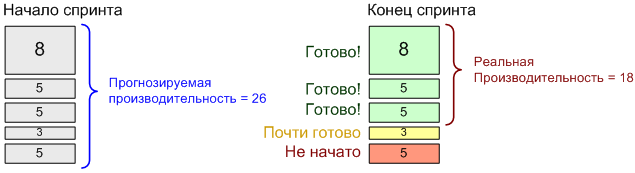 Начало спринта
8
5
5
3
5
Прогнозируемая
производительность = 26
Конец спринта
Готово!
8
Готово!
5
Готово!
5
Почти готово
3
Не начато
5
Реальная
Производительность = 18